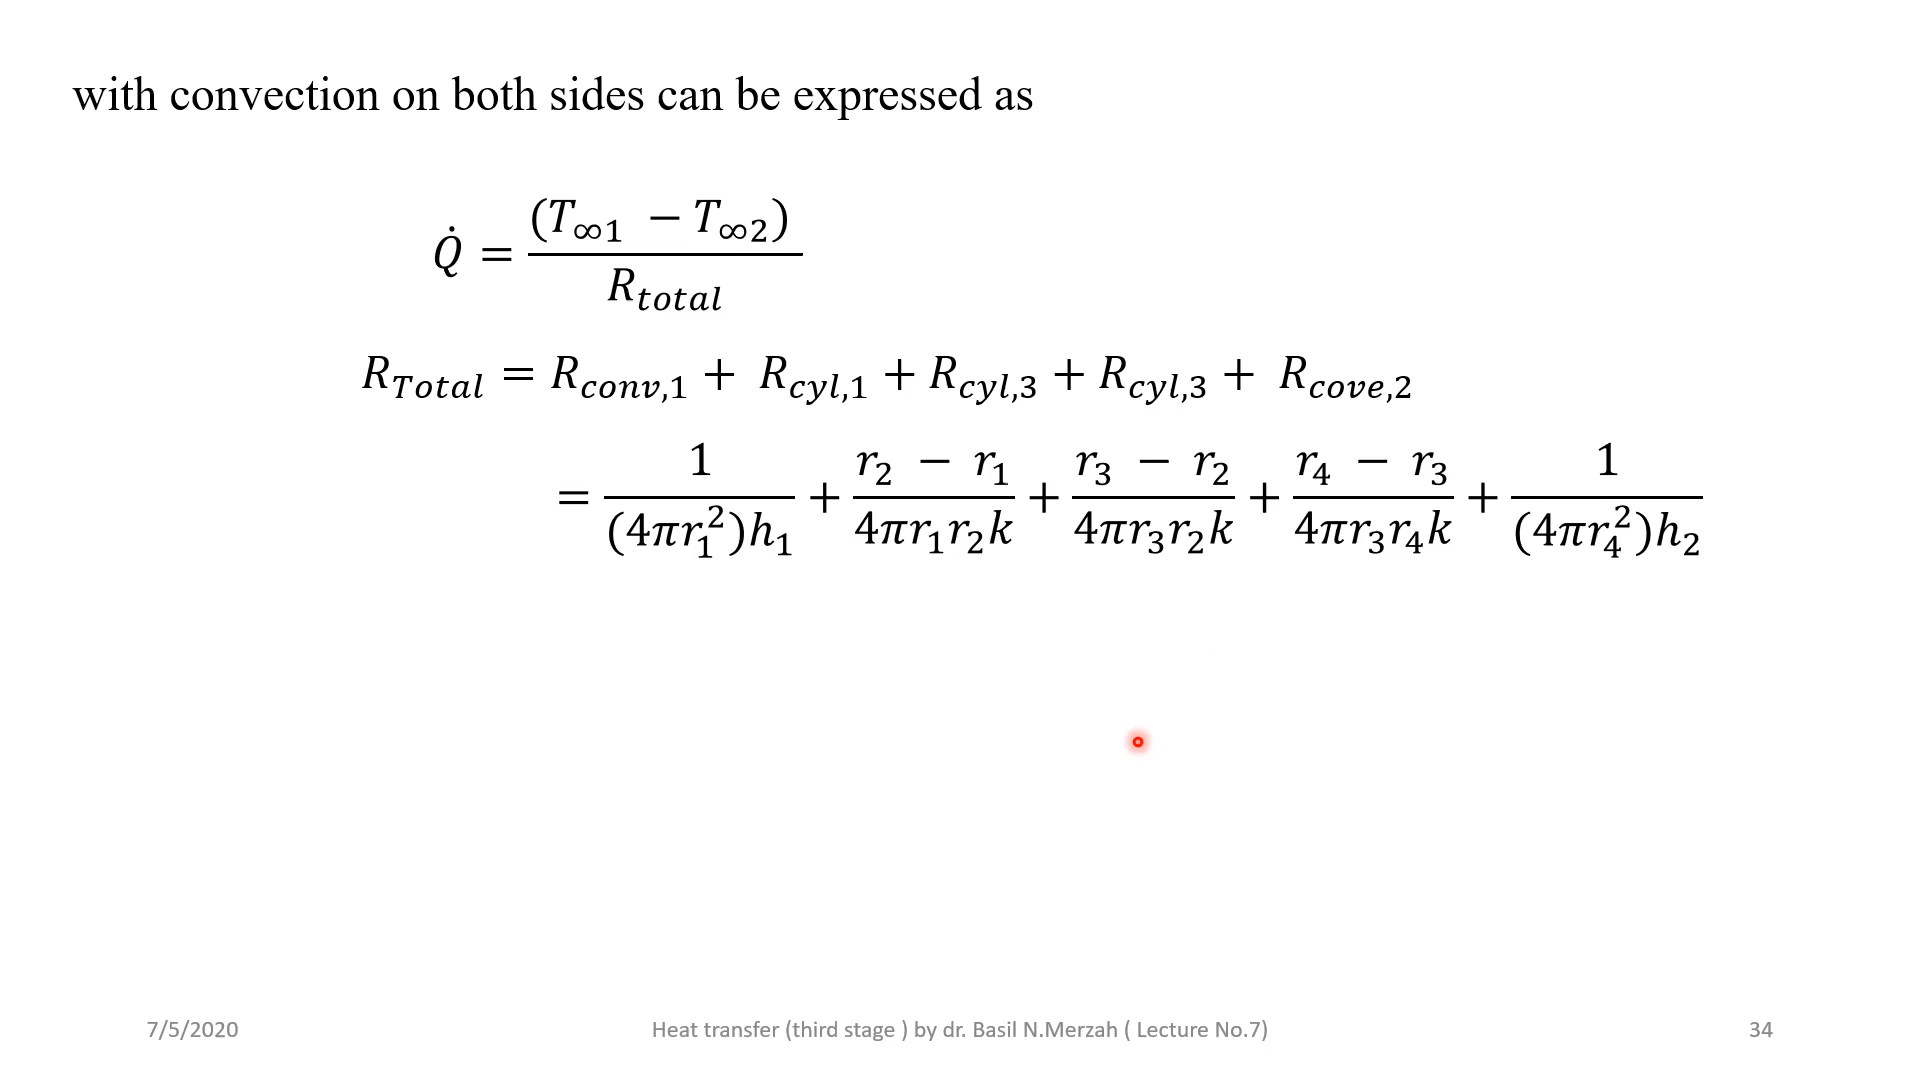 with convection on both sides can be expressed as
Q̇ = (T∞1 − T∞2) / R_total
R_Total = R_conv,1 + R_cyl,1 + R_cyl,3 + R_cyl,3 + R_cove,2
= 1 / (4πr₁²)h₁ + r₂ − r₁ / 4πr₁r₂k + r₃ − r₂ / 4πr₃r₂k + r₄ − r₃ / 4πr₃r₄k + 1 / (4πr₄²)h₂
7/5/2020 Heat transfer (third stage ) by dr. Basil N.Merzah ( Lecture No.7) 34